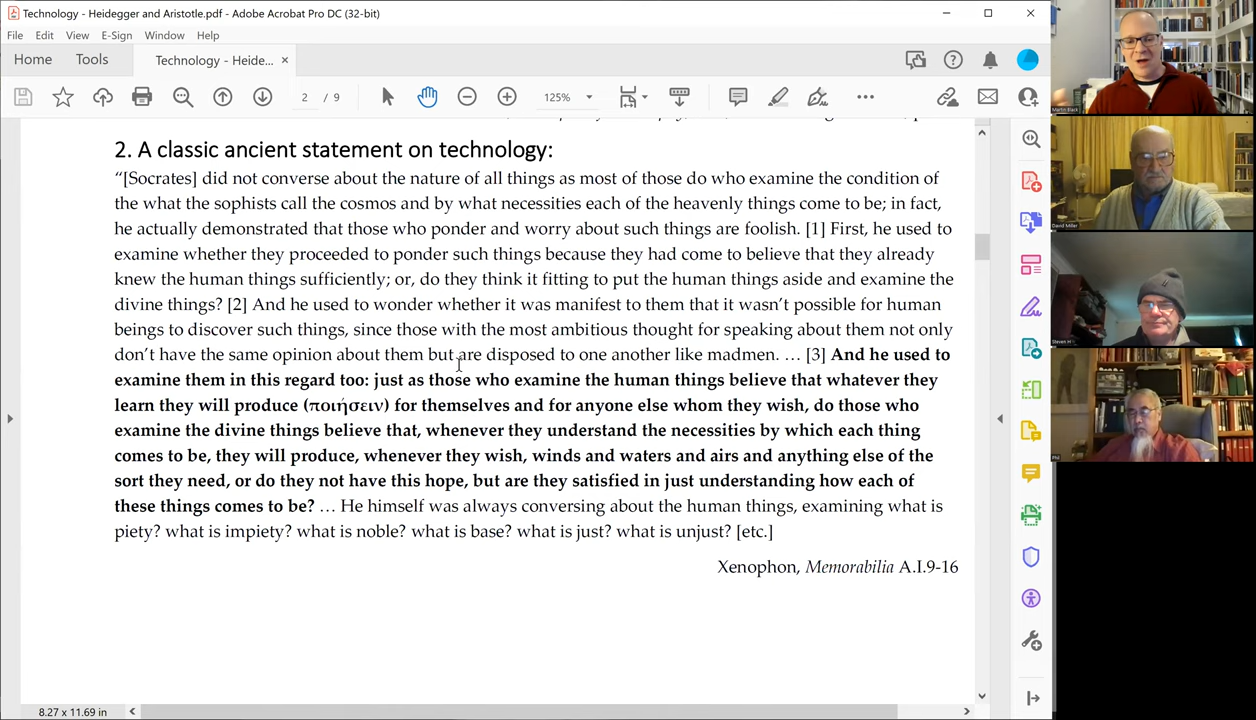 Technology - Heidegger and Aristotle.pdf - Adobe Acrobat Pro DC (32-bit)
File Edit View E-Sign Window Help
Home Tools Technology - Heide... ×
2 / 9 125%
2. A classic ancient statement on technology:
“[Socrates] did not converse about the nature of all things as most of those do who examine the condition of
the what the sophists call the cosmos and by what necessities each of the heavenly things come to be; in fact,
he actually demonstrated that those who ponder and worry about such things are foolish. [1] First, he used to
examine whether they proceeded to ponder such things because they had come to believe that they already
knew the human things sufficiently; or, do they think it fitting to put the human things aside and examine the
divine things? [2] And he used to wonder whether it was manifest to them that it wasn’t possible for human
beings to discover such things, since those with the most ambitious thought for speaking about them not only
don’t have the same opinion about them but are disposed to one another like madmen. … [3] And he used to
examine them in this regard too: just as those who examine the human things believe that whatever they
learn they will produce (ποιήσειν) for themselves and for anyone else whom they wish, do those who
examine the divine things believe that, whenever they understand the necessities by which each thing
comes to be, they will produce, whenever they wish, winds and waters and airs and anything else of the
sort they need, or do they not have this hope, but are they satisfied in just understanding how each of
these things comes to be? … He himself was always conversing about the human things, examining what is
piety? what is impiety? what is noble? what is base? what is just? what is unjust? [etc.]
Xenophon, Memorabilia A.I.9-16
8.27 x 11.69 in
Martin Black
David Miller
Steven H
Phil